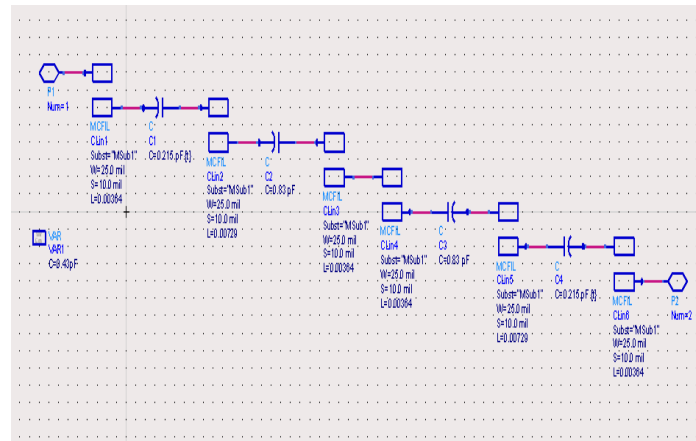 P1
Num=1
MCFIL
CLin1
Subst="MSub1"
W=25.0 mil
S=10.0 mil
L=0.00364
C
C1
C=0.215 pF {t}
MCFIL
CLin2
Subst="MSub1"
W=25.0 mil
S=10.0 mil
L=0.00729
C
C2
C=0.83 pF
MCFIL
CLin3
Subst="MSub1"
W=25.0 mil
S=10.0 mil
L=0.00364
MCFIL
CLin4
Subst="MSub1"
W=25.0 mil
S=10.0 mil
L=0.00364
C
C3
C=0.83 pF
MCFIL
CLin5
Subst="MSub1"
W=25.0 mil
S=10.0 mil
L=0.00729
C
C4
C=0.215 pF {t}
MCFIL
CLin6
Subst="MSub1"
W=25.0 mil
S=10.0 mil
L=0.00364
P2
Num=2
VAR
VAR1